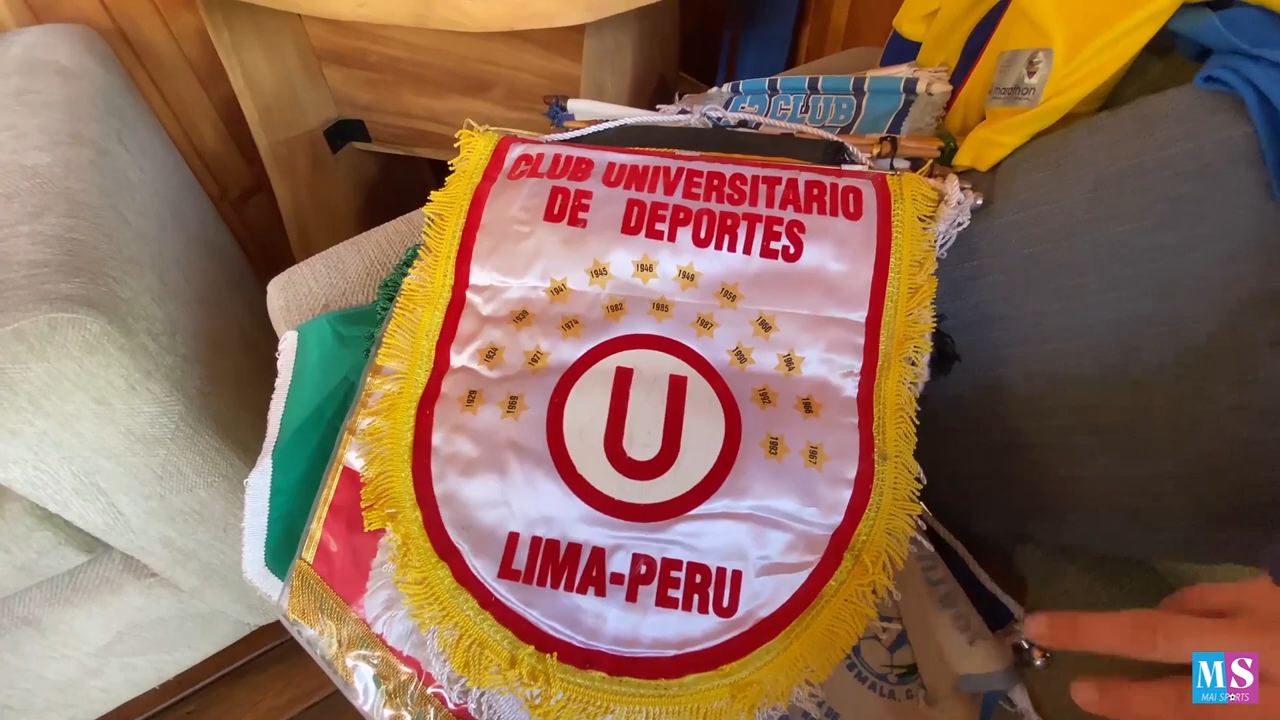 marathon
CLUB
CLUB UNIVERSITARIO
DE DEPORTES
1945 1946 1949
1941 1959
1939 1974 1982 1985 1987 1960
1934 1971 1990 1964
1929 1969 1992 1966
1993 1967
U
LIMA-PERU
MS
MAI SPORTS